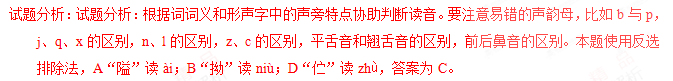 试题分析：试题分析：根据词词义和形声字中的声旁特点协助判断读音。要注意易错的声韵母，比如 b 与 p，
j、q、x 的区别，n、l 的区别，z、c 的区别，平舌音和翘舌音的区别，前后鼻音的区别。本题使用反选
排除法，A“隘”读 ài；B“拗”读 niù；D“伫”读 zhù，答案为 C。